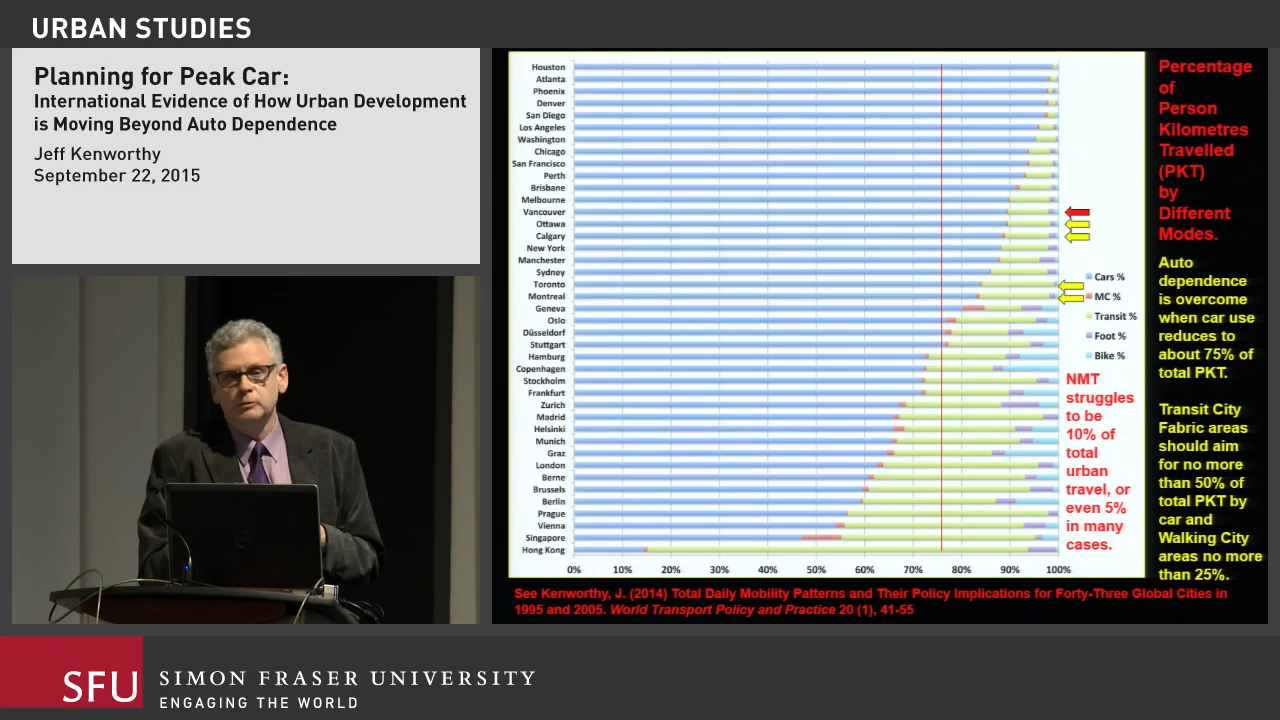 URBAN STUDIES
Planning for Peak Car:
International Evidence of How Urban Development
is Moving Beyond Auto Dependence
Jeff Kenworthy
September 22, 2015
Houston
Atlanta
Phoenix
Denver
San Diego
Los Angeles
Washington
Chicago
San Francisco
Perth
Brisbane
Melbourne
Vancouver
Ottawa
Calgary
New York
Manchester
Sydney
Toronto
Montreal
Geneva
Oslo
Düsseldorf
Stuttgart
Hamburg
Copenhagen
Stockholm
Frankfurt
Zurich
Madrid
Helsinki
Munich
Graz
London
Berne
Brussels
Berlin
Prague
Vienna
Singapore
Hong Kong
0% 10% 20% 30% 40% 50% 60% 70% 80% 90% 100%
Cars %
MC %
Transit %
Foot %
Bike %
NMT
struggles
to be
10% of
total
urban
travel, or
even 5%
in many
cases.
Percentage
of
Person
Kilometres
Travelled
(PKT)
by
Different
Modes.
Auto
dependence
is overcome
when car use
reduces to
about 75% of
total PKT.
Transit City
Fabric areas
should aim
for no more
than 50% of
total PKT by
car and
Walking City
areas no more
than 25%.
See Kenworthy, J. (2014) Total Daily Mobility Patterns and Their Policy Implications for Forty-Three Global Cities in
1995 and 2005. World Transport Policy and Practice 20 (1), 41-55
SFU
SIMON FRASER UNIVERSITY
ENGAGING THE WORLD